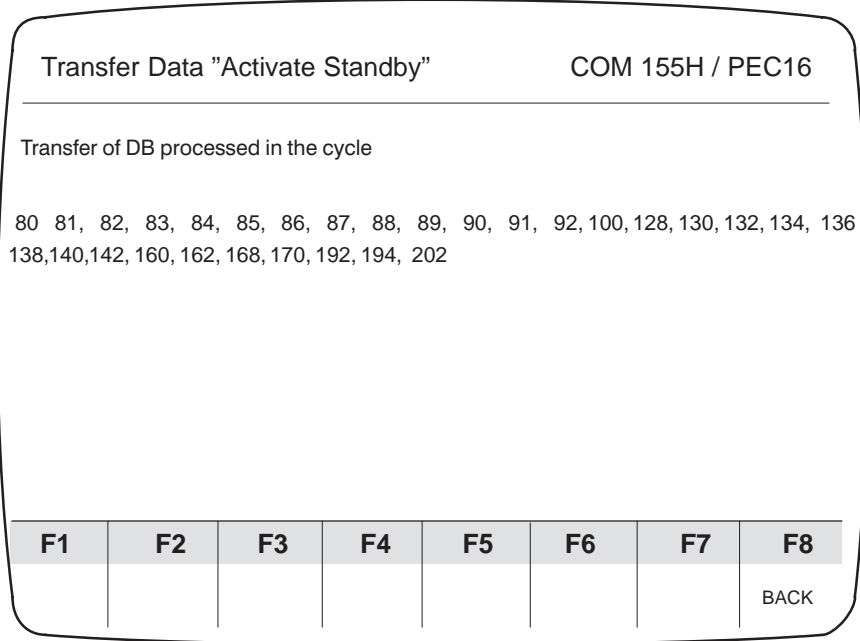 Transfer Data ”Activate Standby” COM 155H / PEC16
Transfer of DB processed in the cycle
80 81, 82, 83, 84, 85, 86, 87, 88, 89, 90, 91, 92, 100, 128, 130, 132, 134, 136
138,140,142, 160, 162, 168, 170, 192, 194, 202
F1 F2 F3 F4 F5 F6 F7 F8
BACK